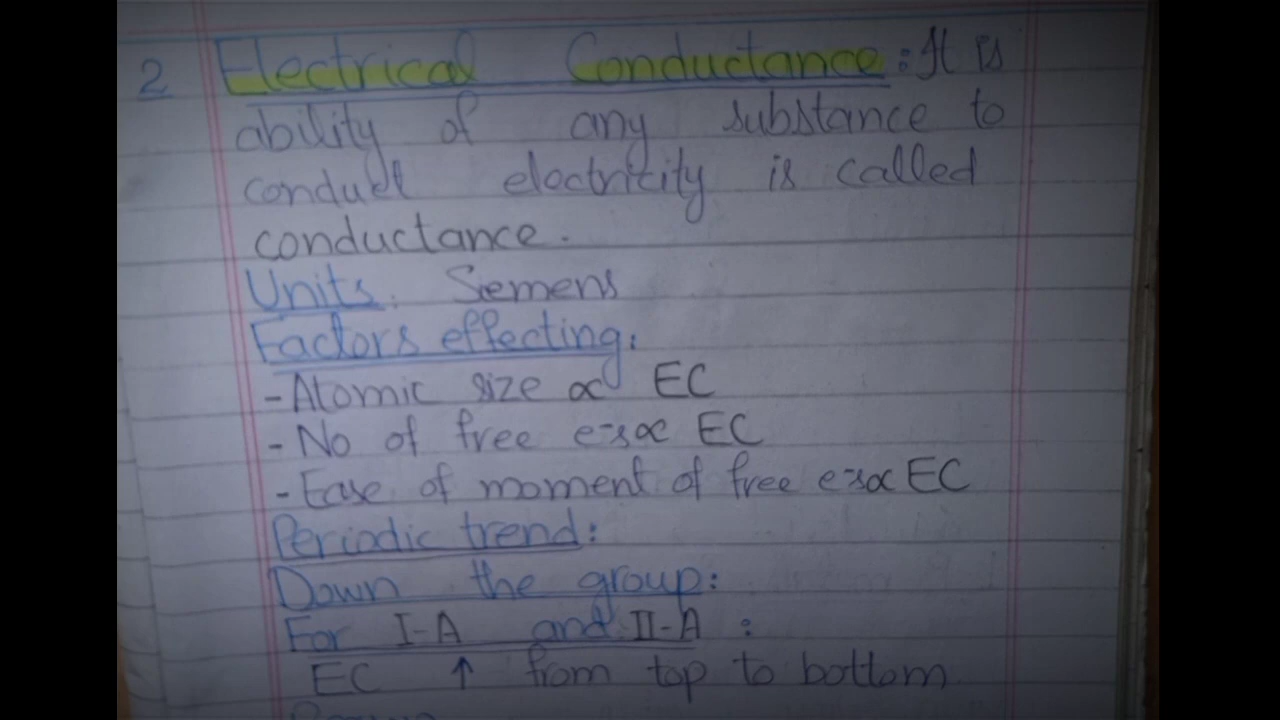 2 Electrical Conductance: It is
ability of any substance to
conduct electricity is called
conductance.
Units. Siemens
Factors effecting:
- Atomic size ∝ EC
- No of free e-s∝ EC
- Ease of moment of free e-s∝ EC
Periodic trend:
Down the group:
For I-A and II-A :
EC ↑ from top to bottom